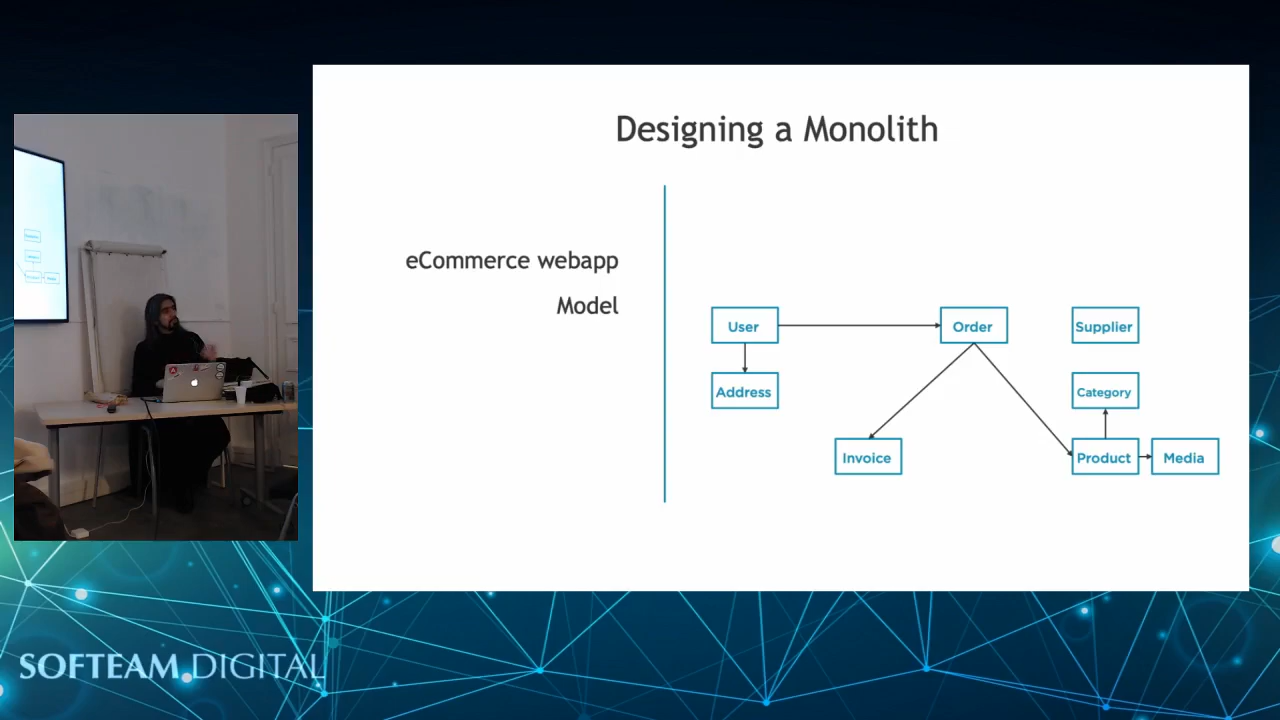 Designing a Monolith
eCommerce webapp
Model
User
Order
Supplier
Address
Category
Invoice
Product
Media
SOFTEAM DIGITAL